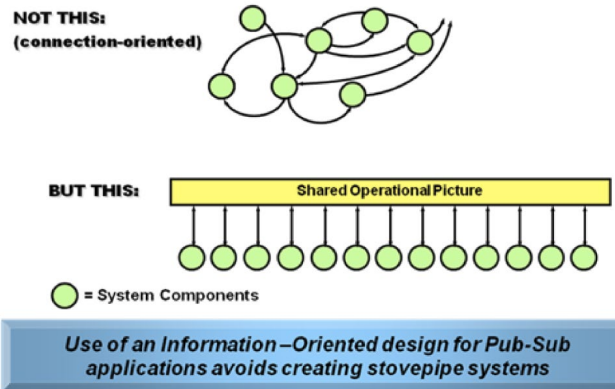 NOT THIS:
(connection-oriented)
BUT THIS:
Shared Operational Picture
= System Components
Use of an Information –Oriented design for Pub-Sub
applications avoids creating stovepipe systems